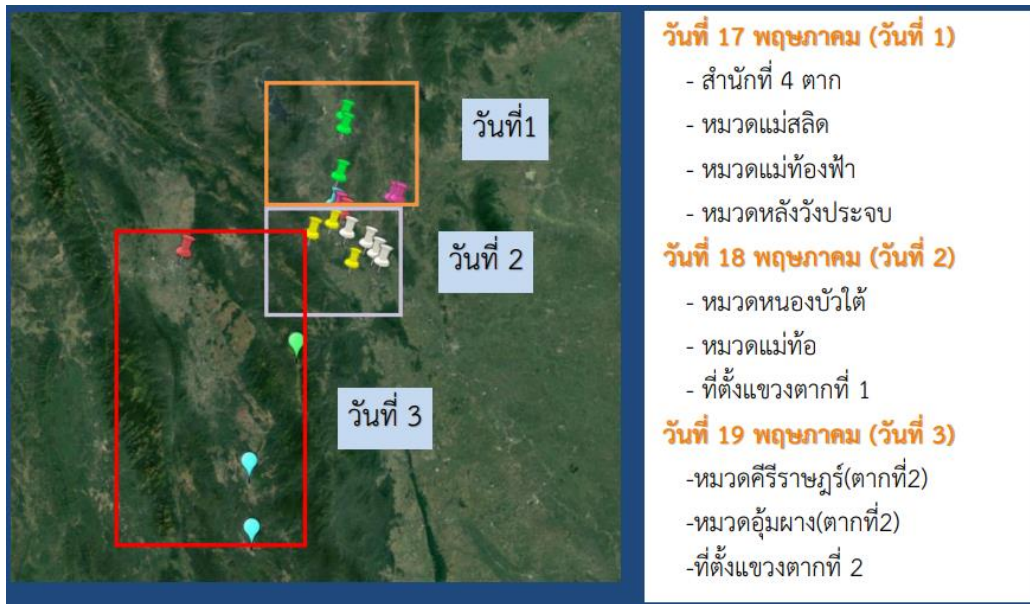 วันที่1
วันที่ 2
วันที่ 3
วันที่ 17 พฤษภาคม (วันที่ 1)
- สำนักที่ 4 ตาก
- หมวดแม่สลิด
- หมวดแม่ท้องฟ้า
- หมวดหลังวังประจบ
วันที่ 18 พฤษภาคม (วันที่ 2)
- หมวดหนองบัวใต้
- หมวดแม่ท้อ
- ที่ตั้งแขวงตากที่ 1
วันที่ 19 พฤษภาคม (วันที่ 3)
-หมวดคีรีราษฎร์(ตากที่2)
-หมวดอุ้มผาง(ตากที่2)
-ที่ตั้งแขวงตากที่ 2